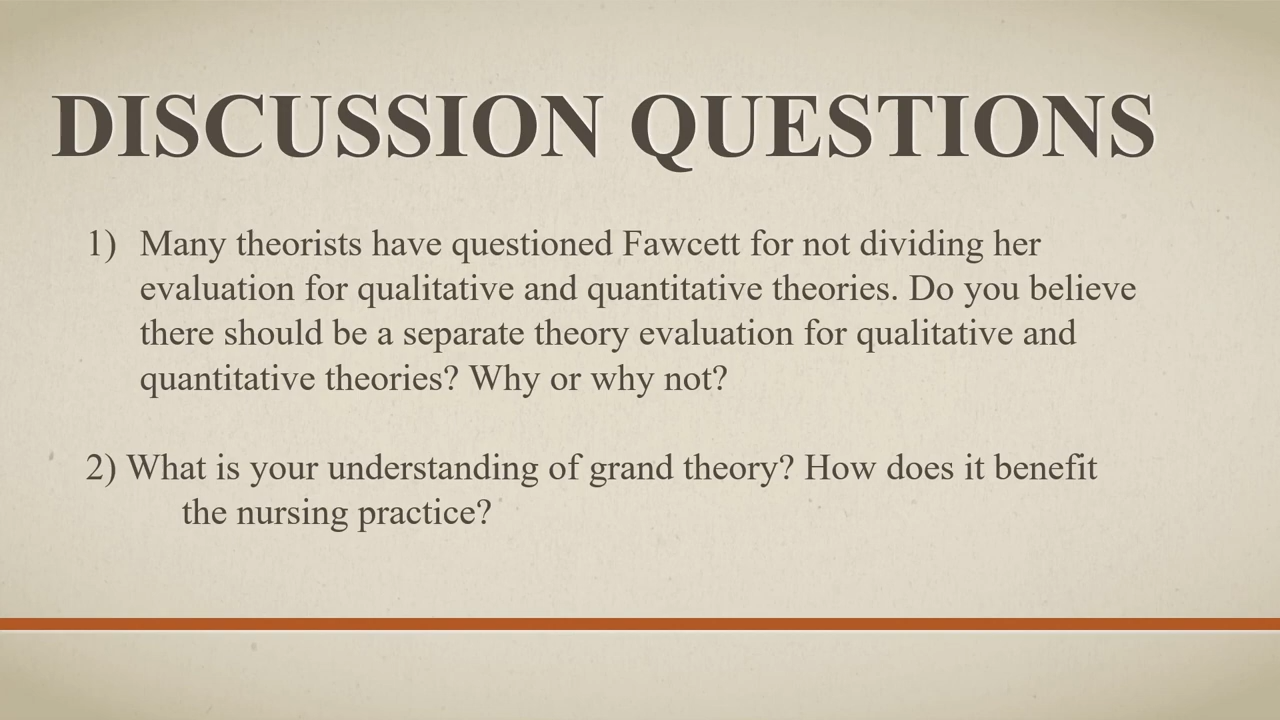 DISCUSSION QUESTIONS
1) Many theorists have questioned Fawcett for not dividing her
evaluation for qualitative and quantitative theories. Do you believe
there should be a separate theory evaluation for qualitative and
quantitative theories? Why or why not?
2) What is your understanding of grand theory? How does it benefit
the nursing practice?